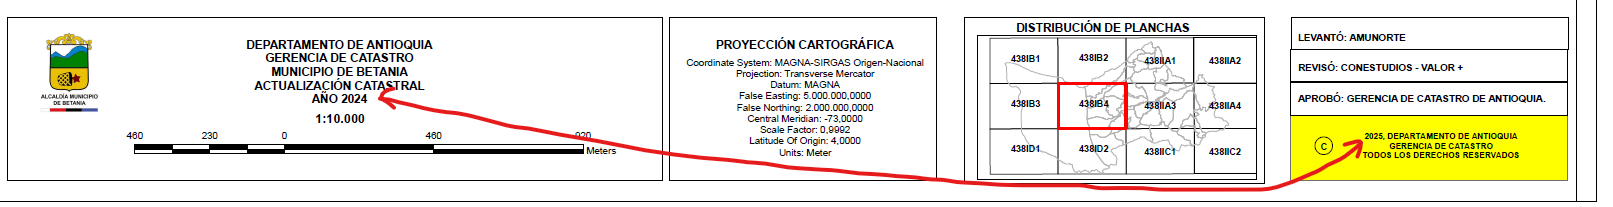 ALCALDÍA MUNICIPIO
DE BETANIA
DEPARTAMENTO DE ANTIOQUIA
GERENCIA DE CATASTRO
MUNICIPIO DE BETANIA
ACTUALIZACIÓN CATASTRAL
AÑO 2024
1:10.000
460 230 0 460 920
Meters
PROYECCIÓN CARTOGRÁFICA
Coordinate System: MAGNA-SIRGAS Origen-Nacional
Projection: Transverse Mercator
Datum: MAGNA
False Easting: 5.000.000,0000
False Northing: 2.000.000,0000
Central Meridian: -73,0000
Scale Factor: 0,9992
Latitude Of Origin: 4,0000
Units: Meter
DISTRIBUCIÓN DE PLANCHAS
438IB1 438IB2 438IIA1 438IIA2
438IB3 438IB4 438IIA3 438IIA4
438ID1 438ID2 438IIC1 438IIC2
LEVANTÓ: AMUNORTE
REVISÓ: CONESTUDIOS - VALOR +
APROBÓ: GERENCIA DE CATASTRO DE ANTIOQUIA.
C
2025, DEPARTAMENTO DE ANTIOQUIA
GERENCIA DE CATASTRO
TODOS LOS DERECHOS RESERVADOS